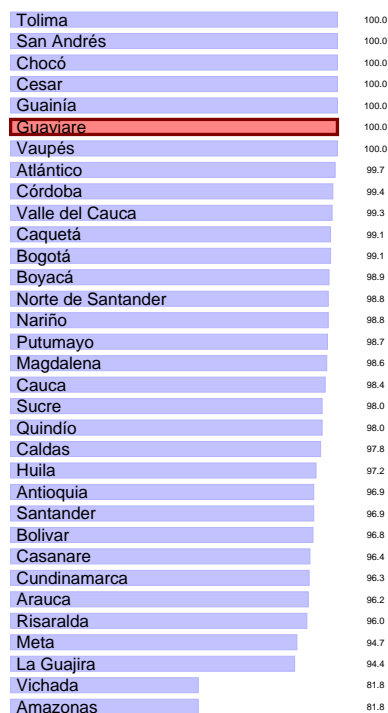 Tolima 100.0
San Andrés 100.0
Chocó 100.0
Cesar 100.0
Guainía 100.0
Guaviare 100.0
Vaupés 100.0
Atlántico 99.7
Córdoba 99.4
Valle del Cauca 99.3
Caquetá 99.1
Bogotá 99.1
Boyacá 98.9
Norte de Santander 98.8
Nariño 98.8
Putumayo 98.7
Magdalena 98.6
Cauca 98.4
Sucre 98.0
Quindío 98.0
Caldas 97.8
Huila 97.2
Antioquia 96.9
Santander 96.9
Bolivar 96.8
Casanare 96.4
Cundinamarca 96.3
Arauca 96.2
Risaralda 96.0
Meta 94.7
La Guajira 94.4
Vichada 81.8
Amazonas 81.8